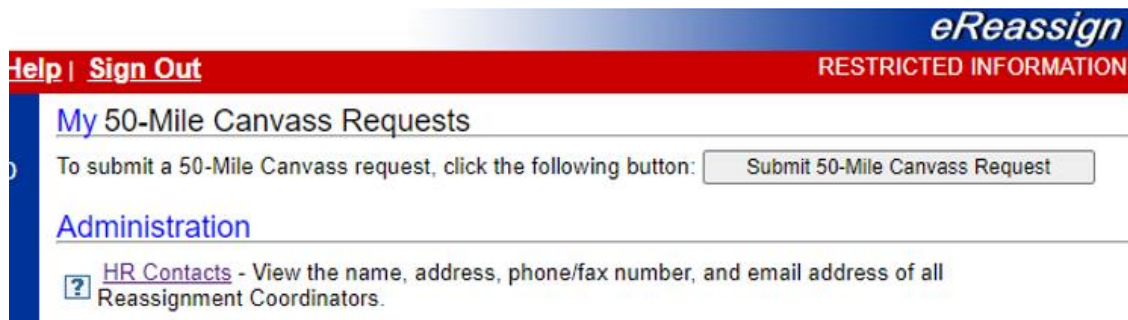 eReassign
Help | Sign Out RESTRICTED INFORMATION
My 50-Mile Canvass Requests
To submit a 50-Mile Canvass request, click the following button: Submit 50-Mile Canvass Request
Administration
? HR Contacts - View the name, address, phone/fax number, and email address of all
Reassignment Coordinators.